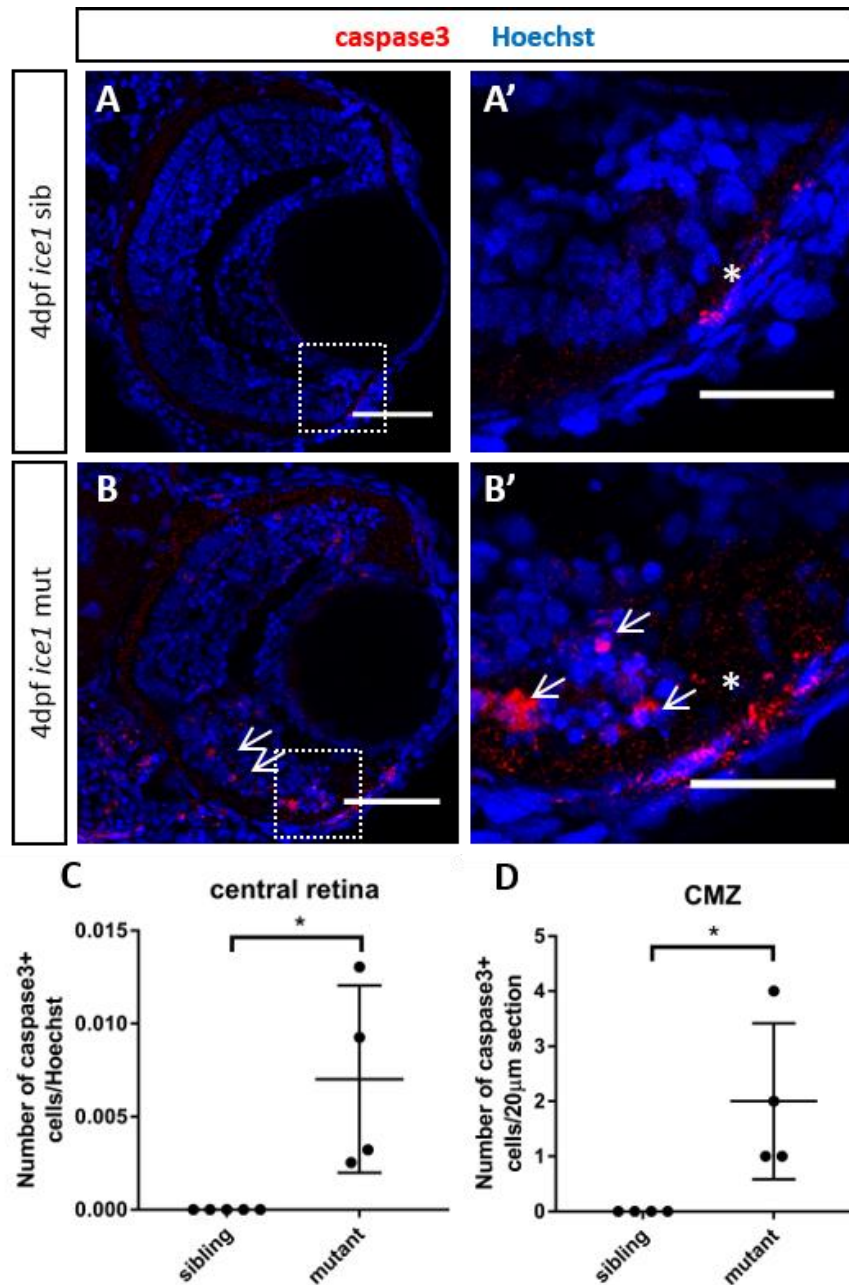 caspase3 Hoechst
4dpf ice1 sib
A
A’
*
4dpf ice1 mut
B
B’
*
C
central retina
Number of caspase3+
cells/Hoechst
0.015
0.010
0.005
0.000
*
sibling
mutant
D
CMZ
Number of caspase3+
cells/20µm section
5
4
3
2
1
0
*
sibling
mutant